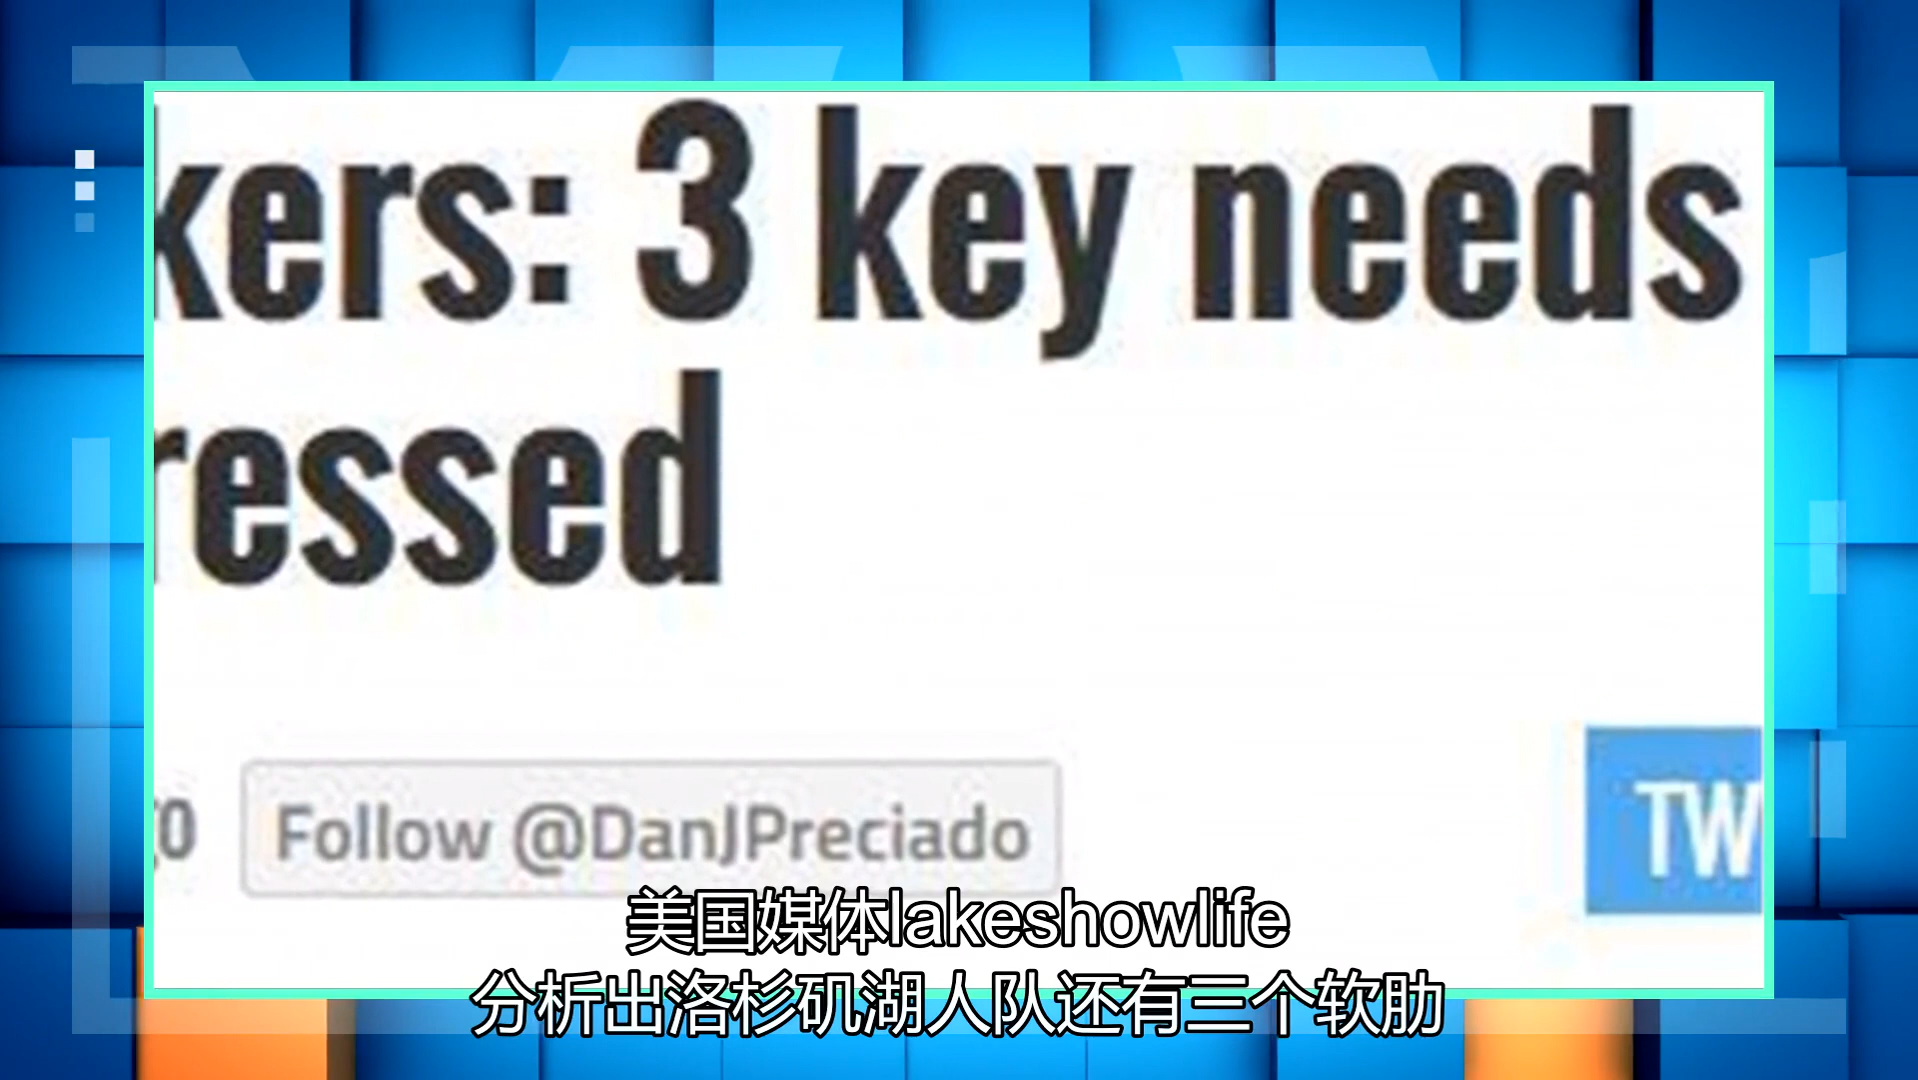 kers: 3 key needs
ressed
Follow @DanJPreciado
TW
美国媒体lakeshowlife
分析出洛杉矶湖人队还有三个软肋